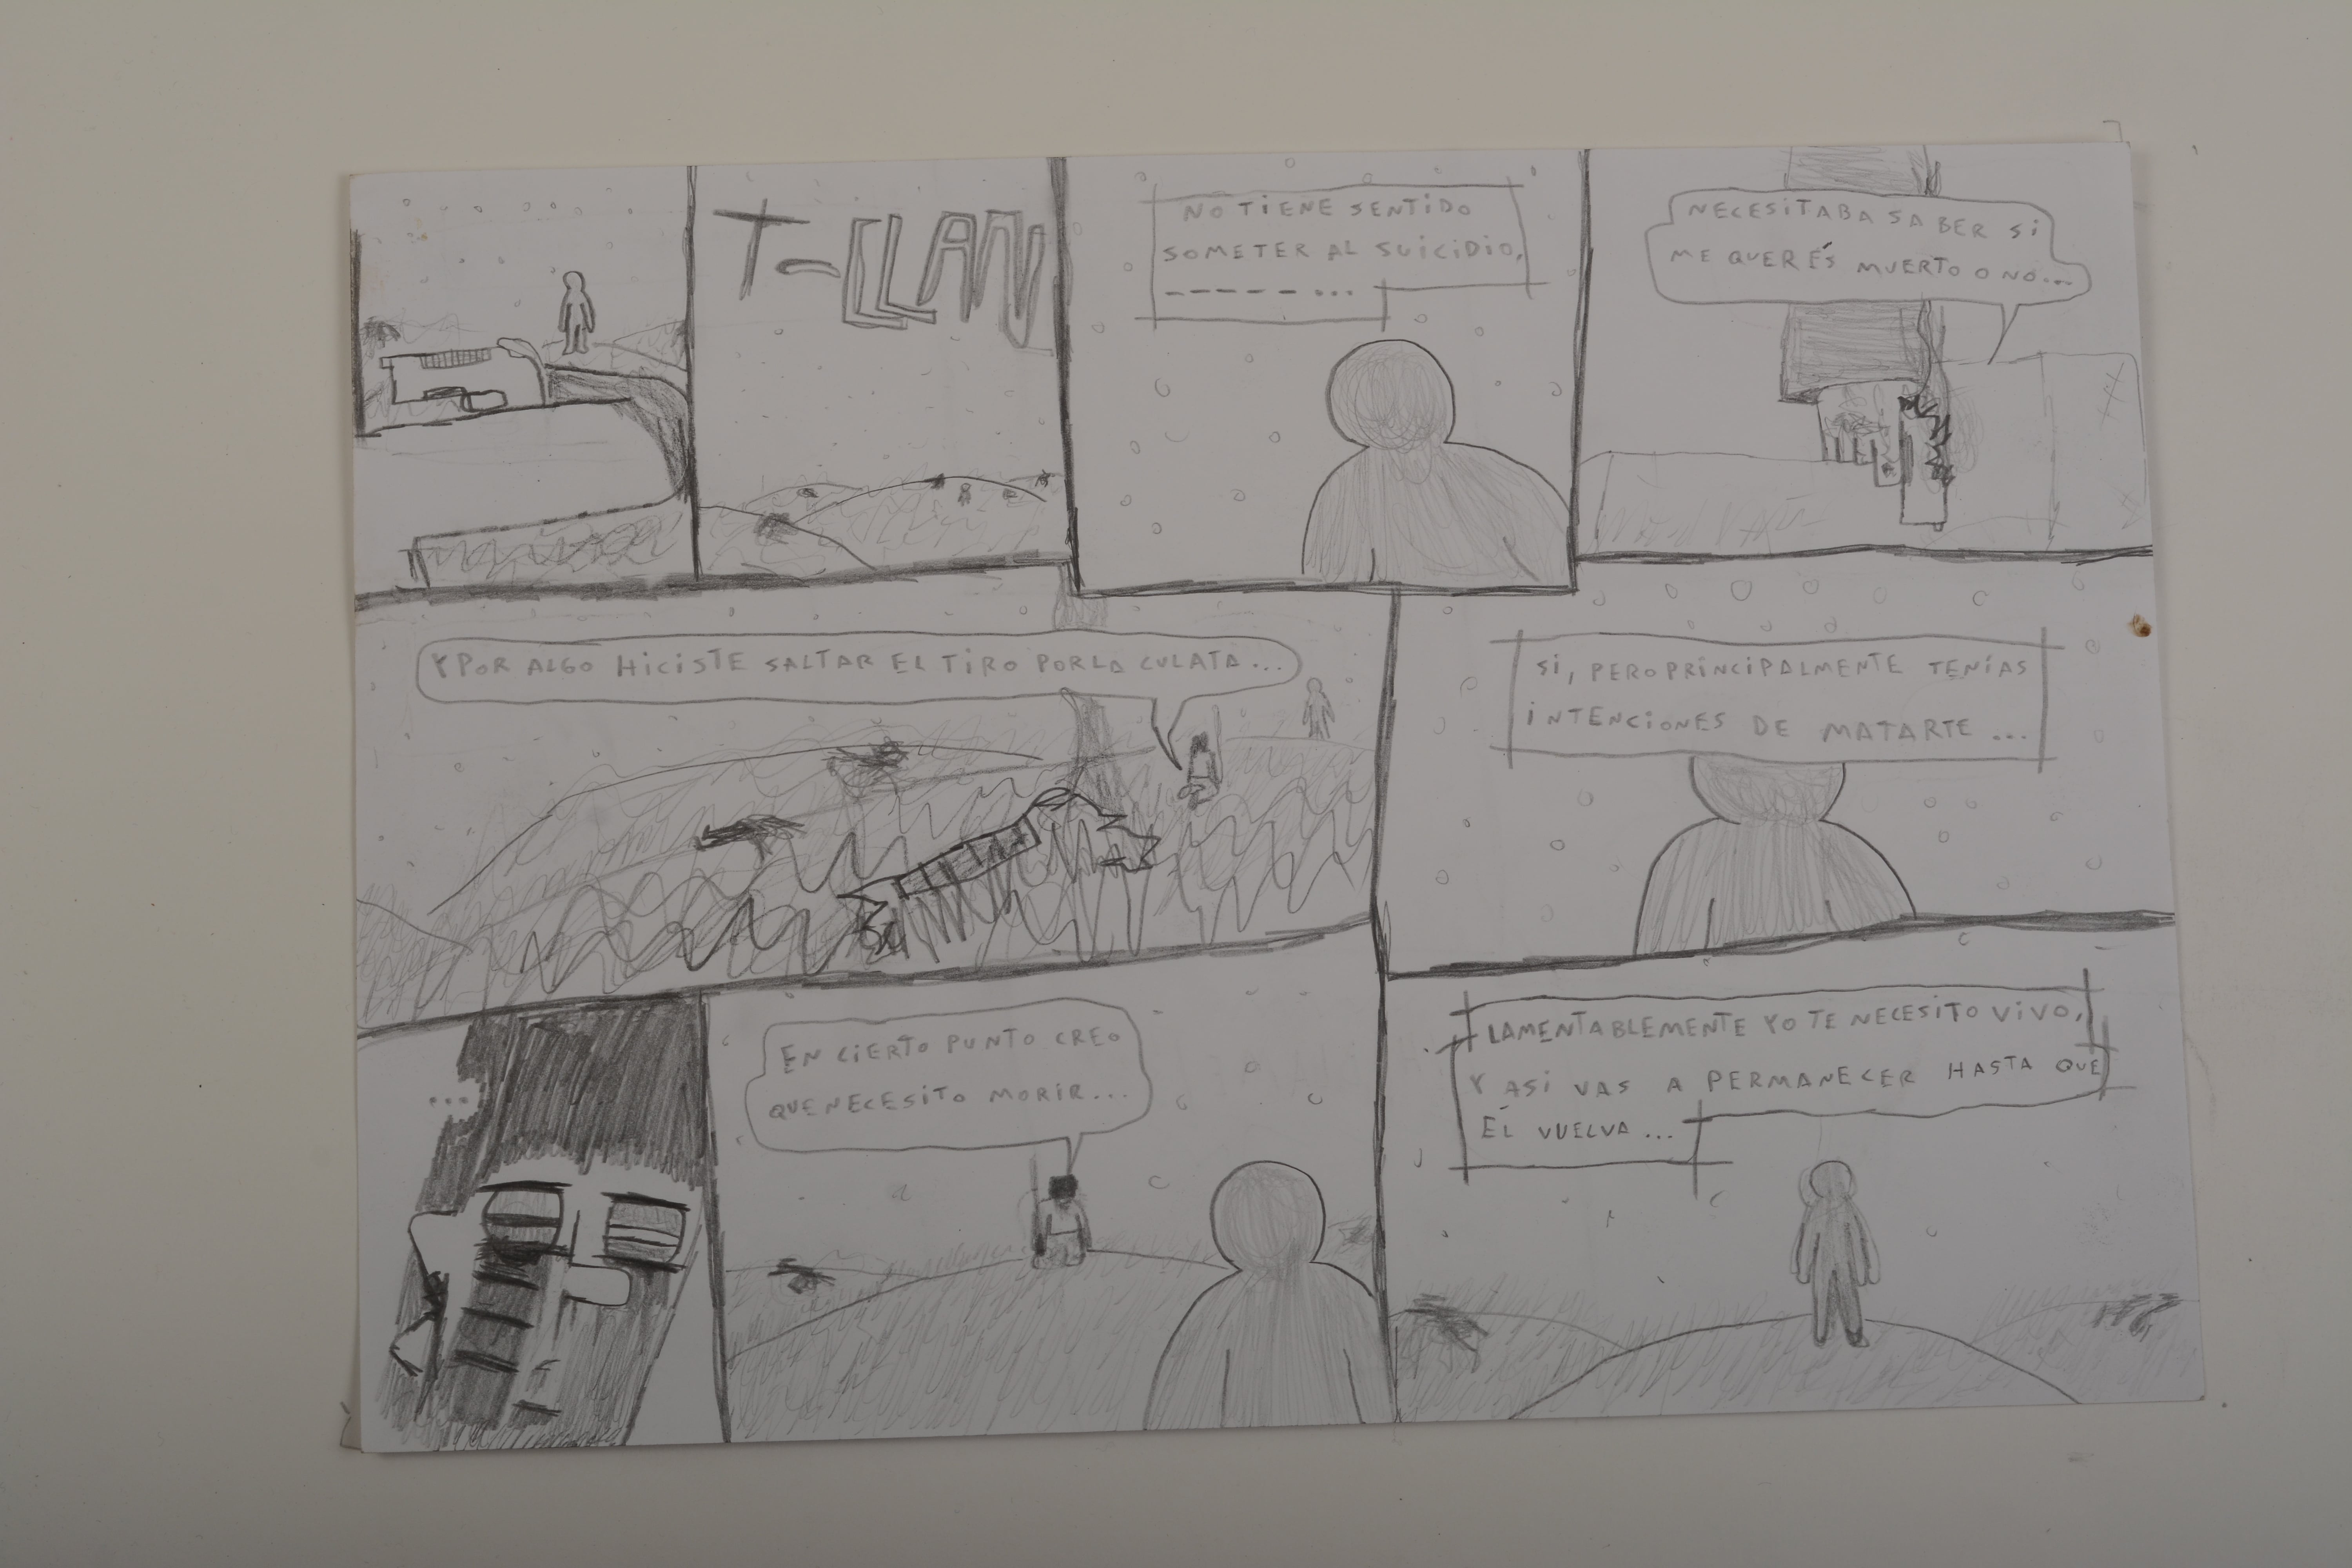 T-CLLAN
NO TIENE SENTIDO
SOMETER AL SUICIDIO,
------...
NECESITABA SABER SI
ME QUERÉS MUERTO O NO...
Y POR ALGO HICISTE SALTAR EL TIRO POR LA CULATA...
SI, PERO PRINCIPALMENTE TENÍAS
INTENCIONES DE MATARTE ...
...
EN CIERTO PUNTO CREO
QUE NECESITO MORIR...
LAMENTABLEMENTE YO TE NECESITO VIVO,
Y ASI VAS A PERMANECER HASTA QUE
ÉL VUELVA ...